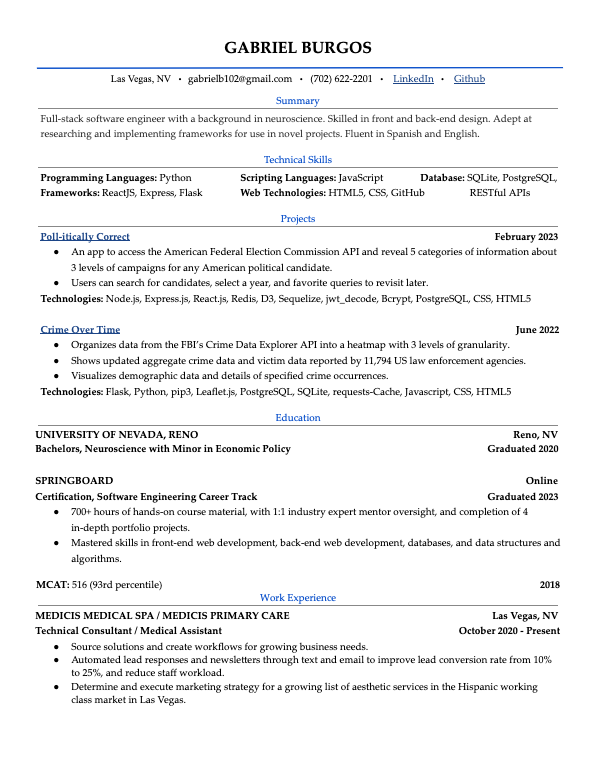 GABRIEL BURGOS
Las Vegas, NV • gabrielb102@gmail.com • (702) 622-2201 • LinkedIn • Github
Summary
Full-stack software engineer with a background in neuroscience. Skilled in front and back-end design. Adept at
researching and implementing frameworks for use in novel projects. Fluent in Spanish and English.
Technical Skills
Programming Languages: Python Scripting Languages: JavaScript Database: SQLite, PostgreSQL,
Frameworks: ReactJS, Express, Flask Web Technologies: HTML5, CSS, GitHub RESTful APIs
Projects
Poll-itically Correct February 2023
● An app to access the American Federal Election Commission API and reveal 5 categories of information about
3 levels of campaigns for any American political candidate.
● Users can search for candidates, select a year, and favorite queries to revisit later.
Technologies: Node.js, Express.js, React.js, Redis, D3, Sequelize, jwt_decode, Bcrypt, PostgreSQL, CSS, HTML5
Crime Over Time June 2022
● Organizes data from the FBI's Crime Data Explorer API into a heatmap with 3 levels of granularity.
● Shows updated aggregate crime data and victim data reported by 11,794 US law enforcement agencies.
● Visualizes demographic data and details of specified crime occurrences.
Technologies: Flask, Python, pip3, Leaflet.js, PostgreSQL, SQLite, requests-Cache, Javascript, CSS, HTML5
Education
UNIVERSITY OF NEVADA, RENO Reno, NV
Bachelors, Neuroscience with Minor in Economic Policy Graduated 2020
SPRINGBOARD Online
Certification, Software Engineering Career Track Graduated 2023
● 700+ hours of hands-on course material, with 1:1 industry expert mentor oversight, and completion of 4
in-depth portfolio projects.
● Mastered skills in front-end web development, back-end web development, databases, and data structures and
algorithms.
MCAT: 516 (93rd percentile) 2018
Work Experience
MEDICIS MEDICAL SPA / MEDICIS PRIMARY CARE Las Vegas, NV
Technical Consultant / Medical Assistant October 2020 - Present
● Source solutions and create workflows for growing business needs.
● Automated lead responses and newsletters through text and email to improve lead conversion rate from 10%
to 25%, and reduce staff workload.
● Determine and execute marketing strategy for a growing list of aesthetic services in the Hispanic working
class market in Las Vegas.